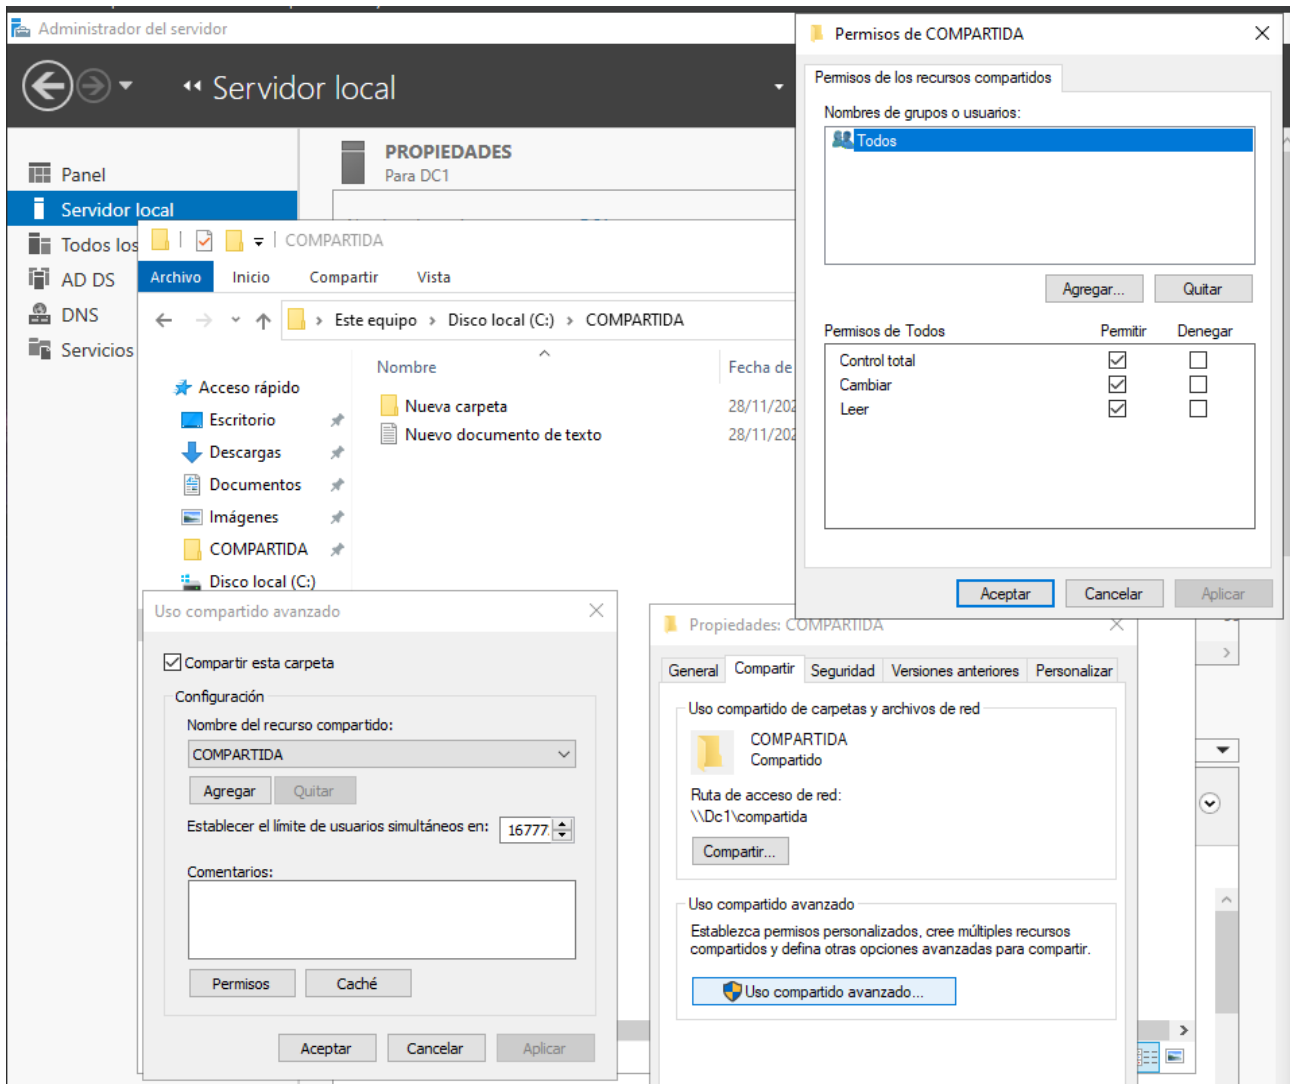 Administrador del servidor
Servidor local
Panel
Servidor local
Todos los
AD DS
DNS
Servicios
PROPIEDADES
Para DC1
COMPARTIDA
Archivo Inicio Compartir Vista
Este equipo > Disco local (C:) > COMPARTIDA
Nombre Fecha de
Nueva carpeta 28/11/202
Nuevo documento de texto 28/11/202
Acceso rápido
Escritorio
Descargas
Documentos
Imágenes
COMPARTIDA
Disco local (C:)
Permisos de COMPARTIDA
Permisos de los recursos compartidos
Nombres de grupos o usuarios:
Todos
Agregar... Quitar
Permisos de Todos Permitir Denegar
Control total
Cambiar
Leer
Aceptar Cancelar Aplicar
Uso compartido avanzado
Compartir esta carpeta
Configuración
Nombre del recurso compartido:
COMPARTIDA
Agregar Quitar
Establecer el límite de usuarios simultáneos en: 16777
Comentarios:
Permisos Caché
Aceptar Cancelar Aplicar
Propiedades: COMPARTIDA
General Compartir Seguridad Versiones anteriores Personalizar
Uso compartido de carpetas y archivos de red
COMPARTIDA
Compartido
Ruta de acceso de red:
\\Dc1\compartida
Compartir...
Uso compartido avanzado
Establezca permisos personalizados, cree múltiples recursos
compartidos y defina otras opciones avanzadas para compartir.
Uso compartido avanzado...